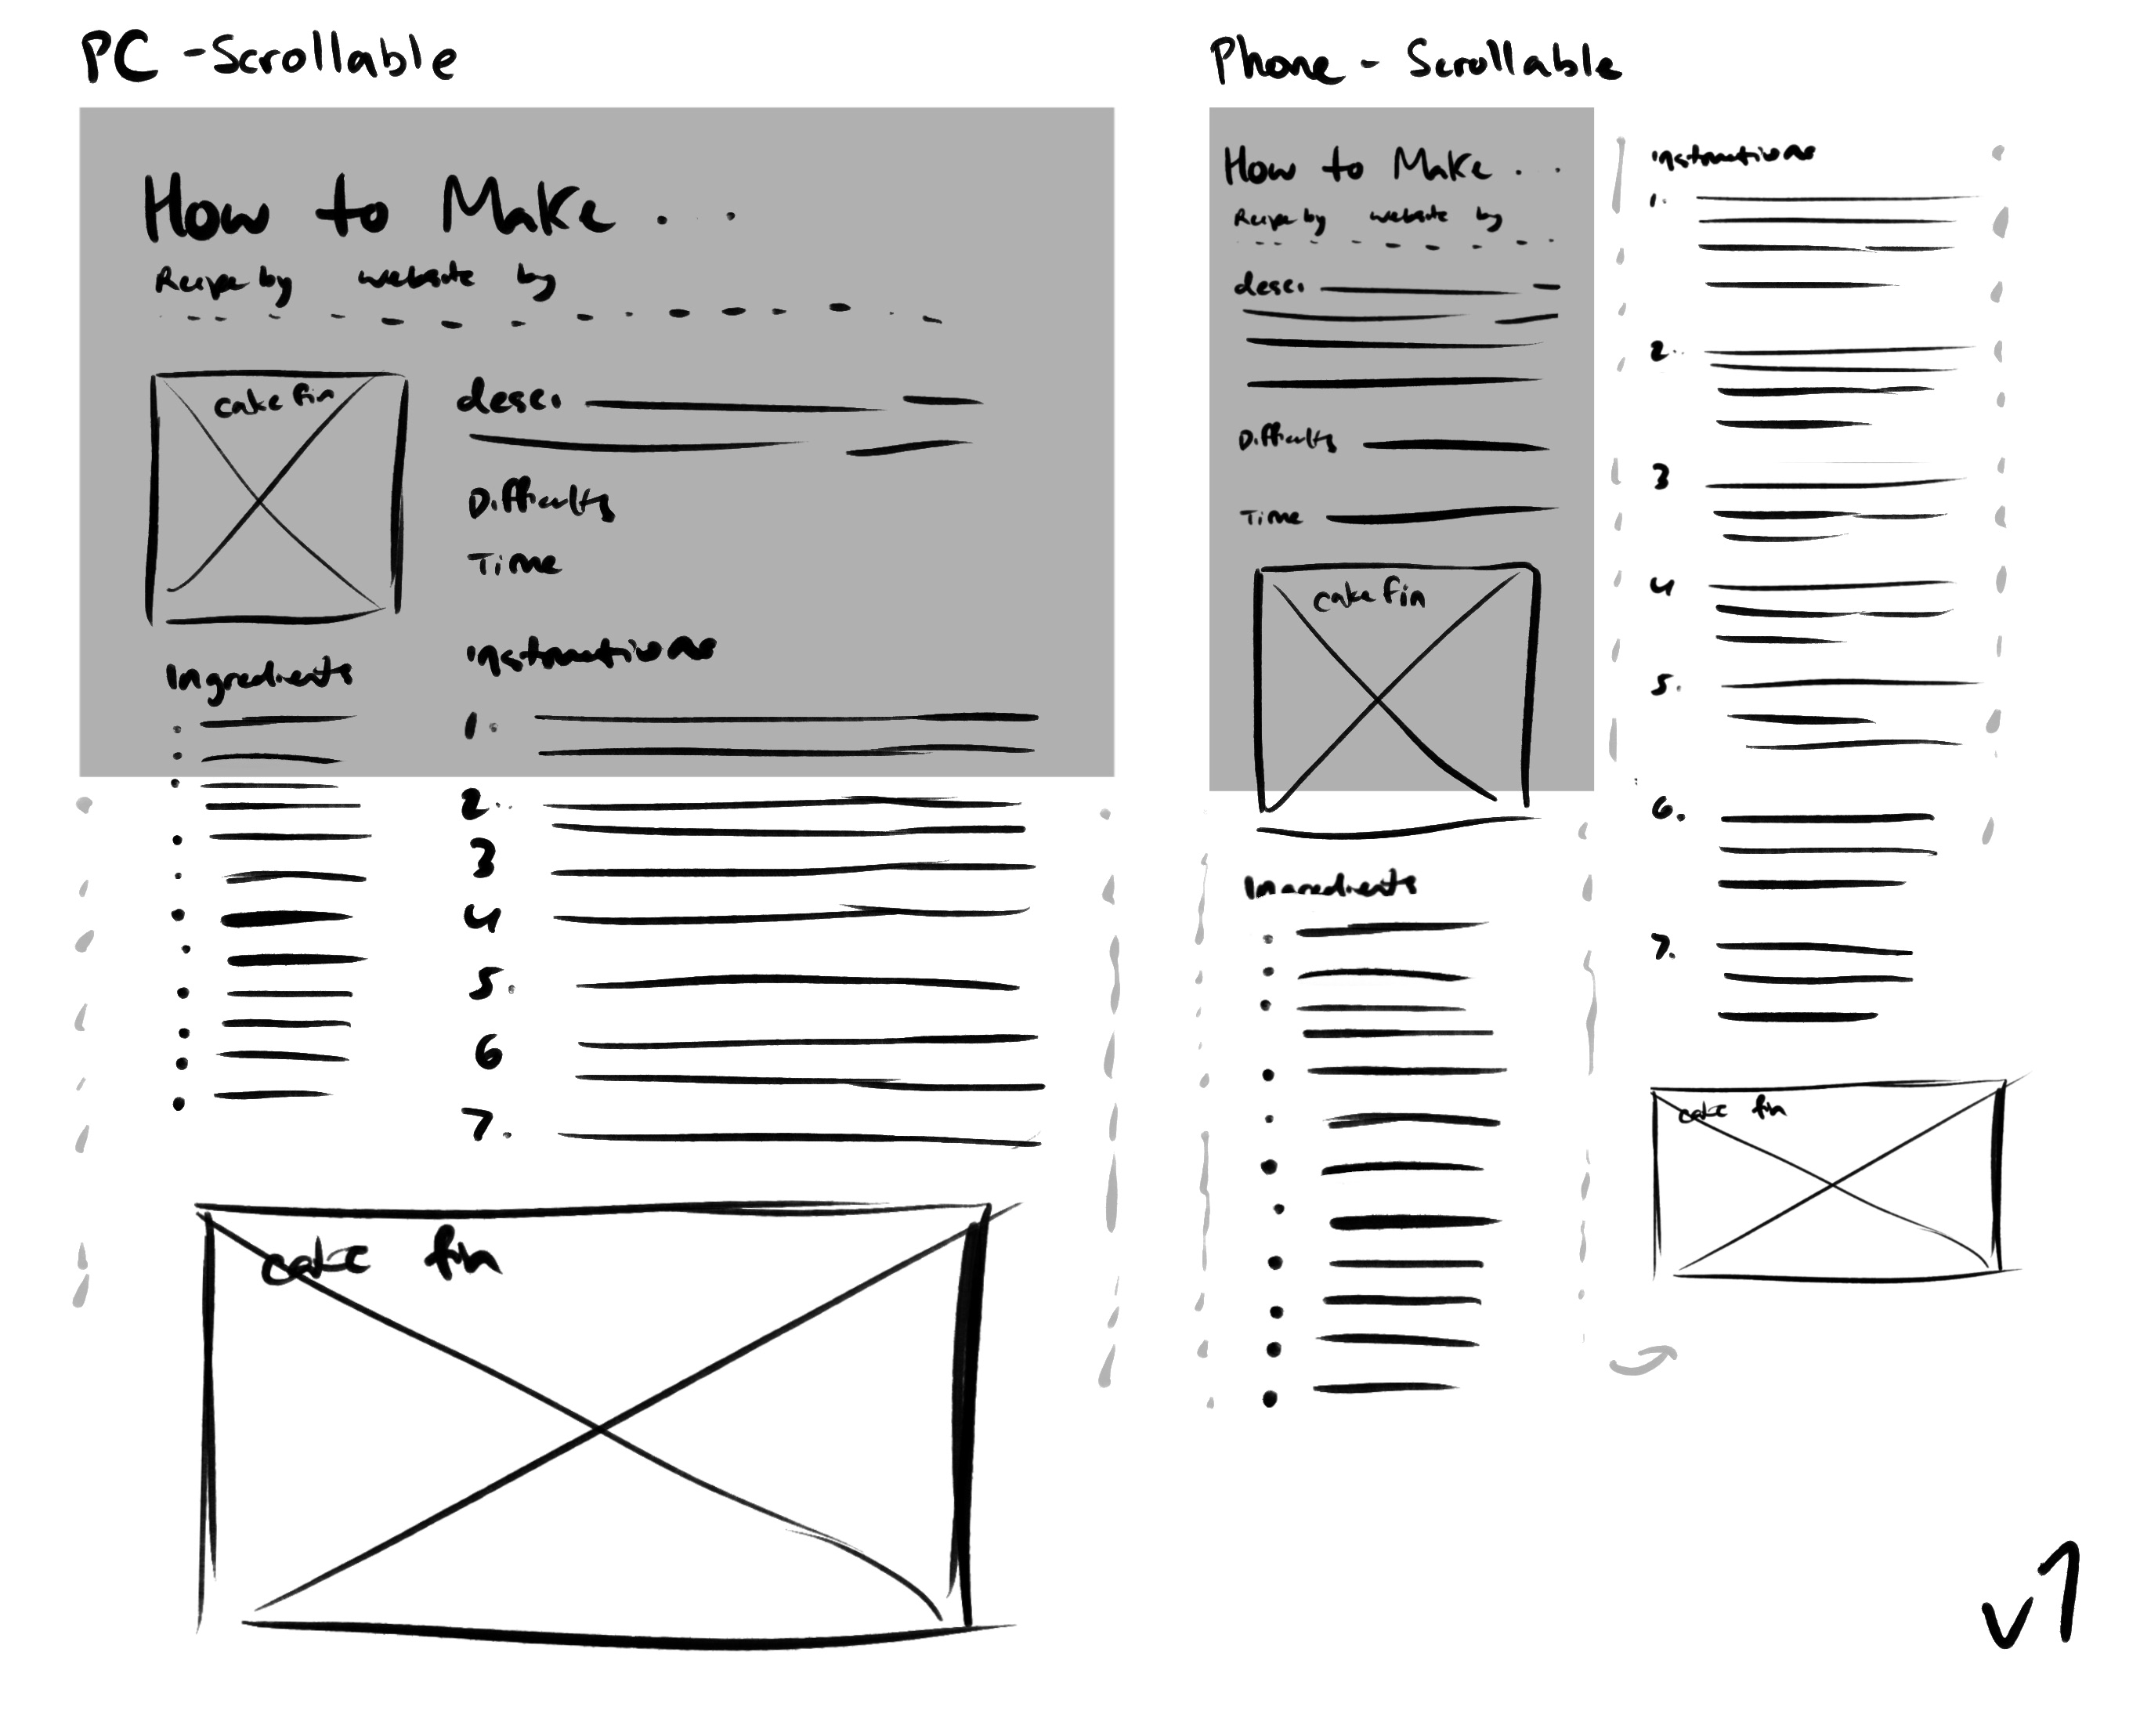 PC - Scrollable
How to Make . . .
Recipe by website by
cake fin
desc.
Difficulty
Time
Ingredients
Instructions
1.
2.
3
4
5.
6
7.
cake fin
Phone - Scrollable
How to Make . .
Recipe by website by
desc.
Difficulty
Time
cake fin
Ingredients
Instructions
1.
2.
3
4
5.
6.
7.
cake fin
v1